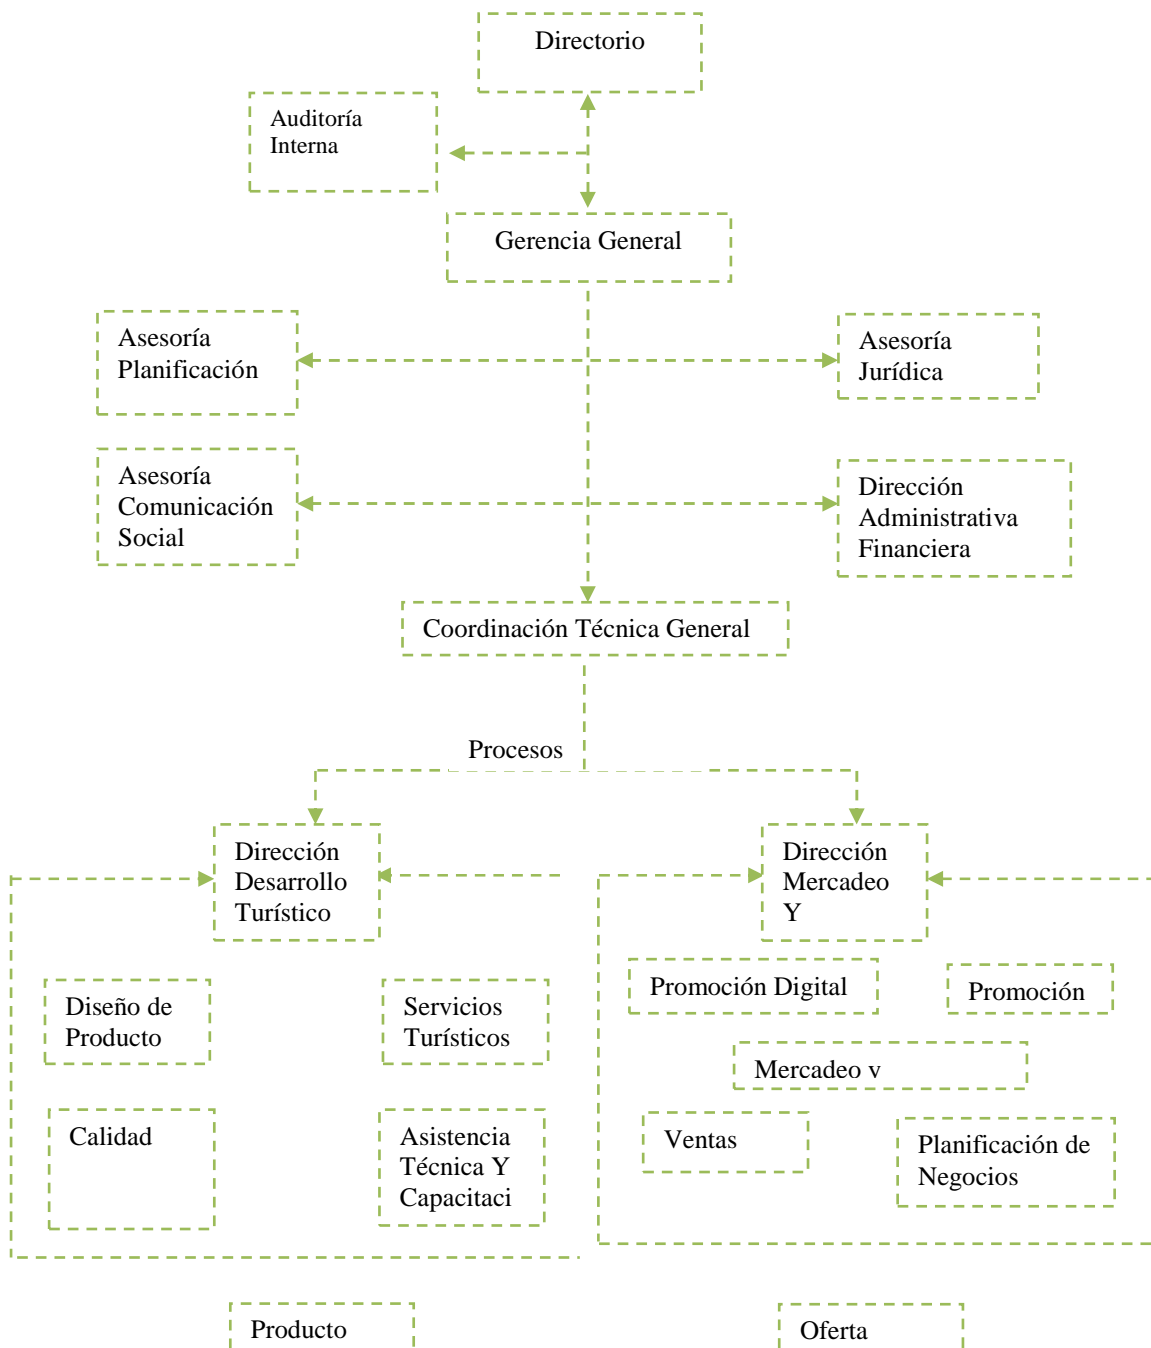 Directorio
Auditoría
Interna
Gerencia General
Asesoría
Planificación
Asesoría
Jurídica
Asesoría
Comunicación
Social
Dirección
Administrativa
Financiera
Coordinación Técnica General
Procesos
Dirección
Desarrollo
Turístico
Dirección
Mercadeo
Y
Diseño de
Producto
Servicios
Turísticos
Promoción Digital
Promoción
Mercadeo
Calidad
Asistencia
Técnica Y
Capacitaci
Ventas
Planificación de
Negocios
Producto
Oferta